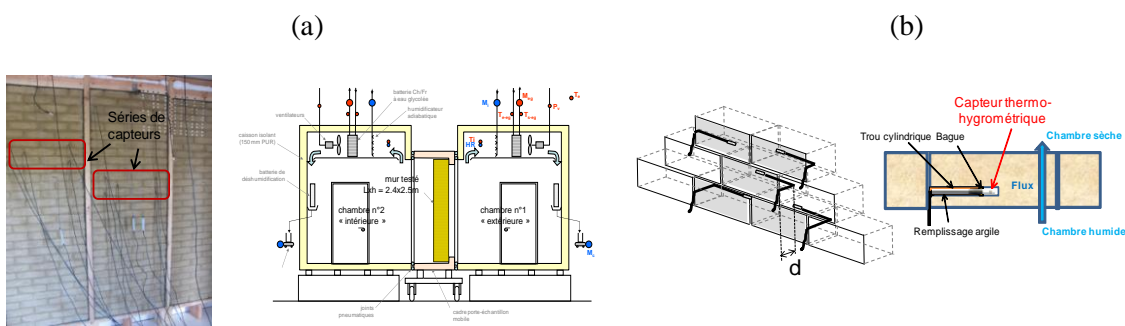 (a)
(b)
Séries de
capteurs
batterie Ch/Fr
à eau glycolée
ventilateurs
humidificateur
adiabatique
caisson isolant
(150mm PUR)
batterie de
déshumidification
mur testé
Lxh = 2.4x2.5m
chambre n°2
« intérieure »
chambre n°1
« extérieure »
joints
pneumatiques
cadre porte-échantillon
mobile
Ti
HR
d
Capteur thermo-
hygrométrique
Trou cylindrique
Bague
Chambre sèche
Flux
Remplissage argile
Chambre humide